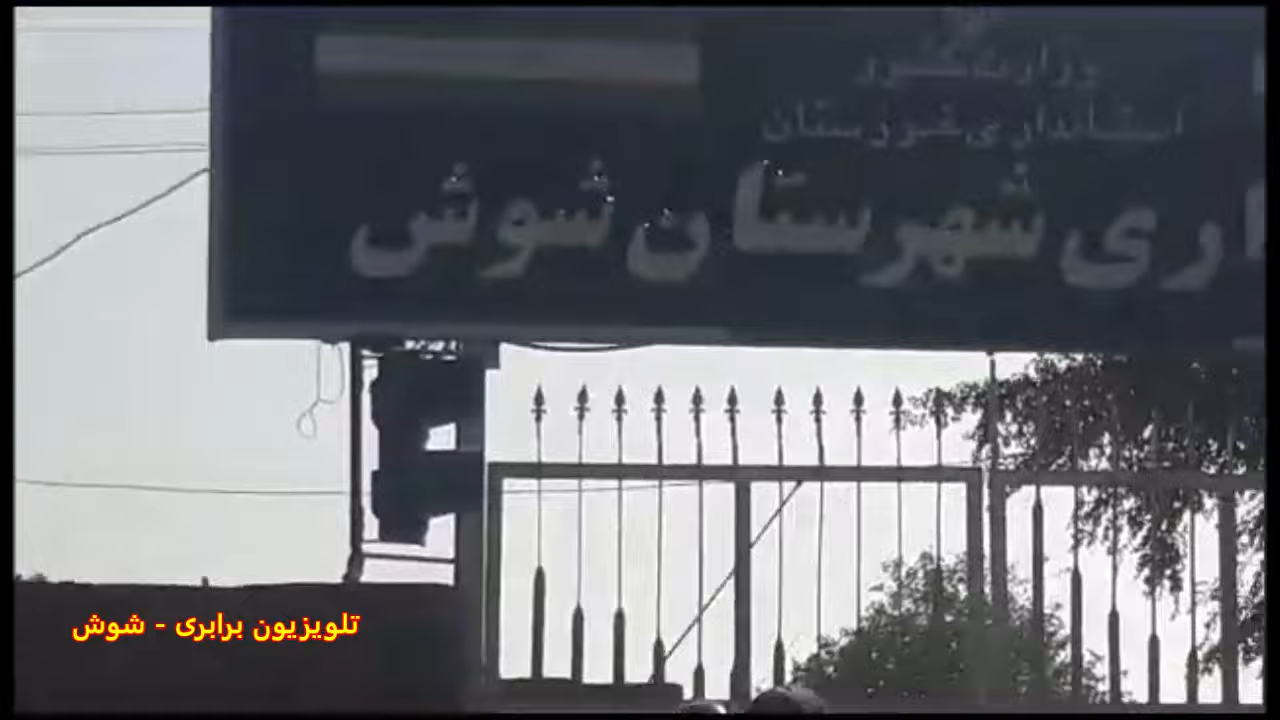 وزارت کشور
استانداری خوزستان
اری شهرستان شوش
تلویزیون برابری - شوش